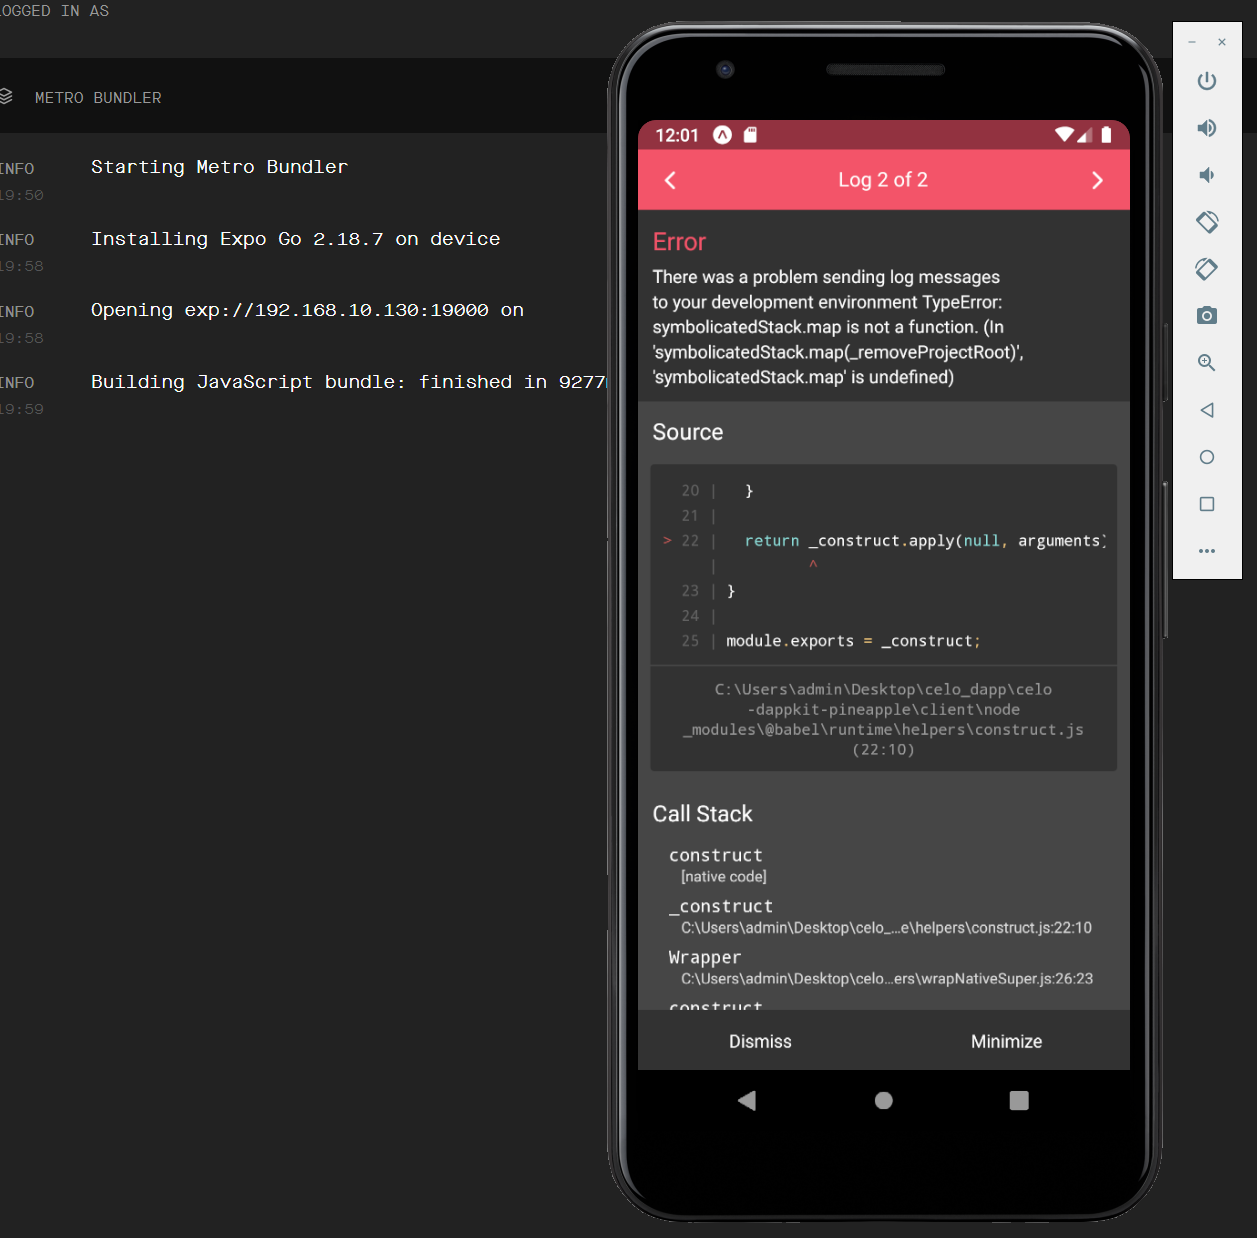 LOGGED IN AS
METRO BUNDLER
INFO
19:50
Starting Metro Bundler
INFO
19:58
Installing Expo Go 2.18.7 on device
INFO
19:58
Opening exp://192.168.10.130:19000 on
INFO
19:59
Building JavaScript bundle: finished in 9277
12:01
Log 2 of 2
Error
There was a problem sending log messages
to your development environment TypeError:
symbolicatedStack.map is not a function. (In
'symbolicatedStack.map(_removeProjectRoot)',
'symbolicatedStack.map' is undefined)
Source
20 |   }
21 |
> 22 |   return _construct.apply(null, arguments)
|          ^
23 | }
24 |
25 | module.exports = _construct;
C:\Users\admin\Desktop\celo_dapp\celo
-dappkit-pineapple\client\node
_modules\@babel\runtime\helpers\construct.js
(22:10)
Call Stack
construct
[native code]
_construct
C:\Users\admin\Desktop\celo_...e\helpers\construct.js:22:10
Wrapper
C:\Users\admin\Desktop\celo...ers\wrapNativeSuper.js:26:23
construct
Dismiss
Minimize